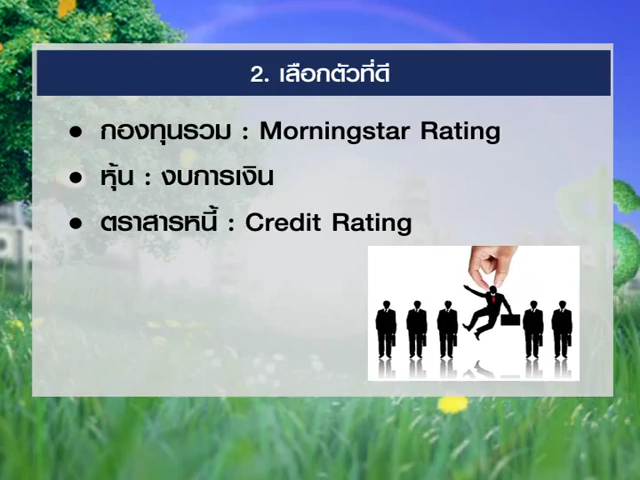 2. เลือกตัวที่ดี
● กองทุนรวม : Morningstar Rating
● หุ้น : งบการเงิน
● ตราสารหนี้ : Credit Rating